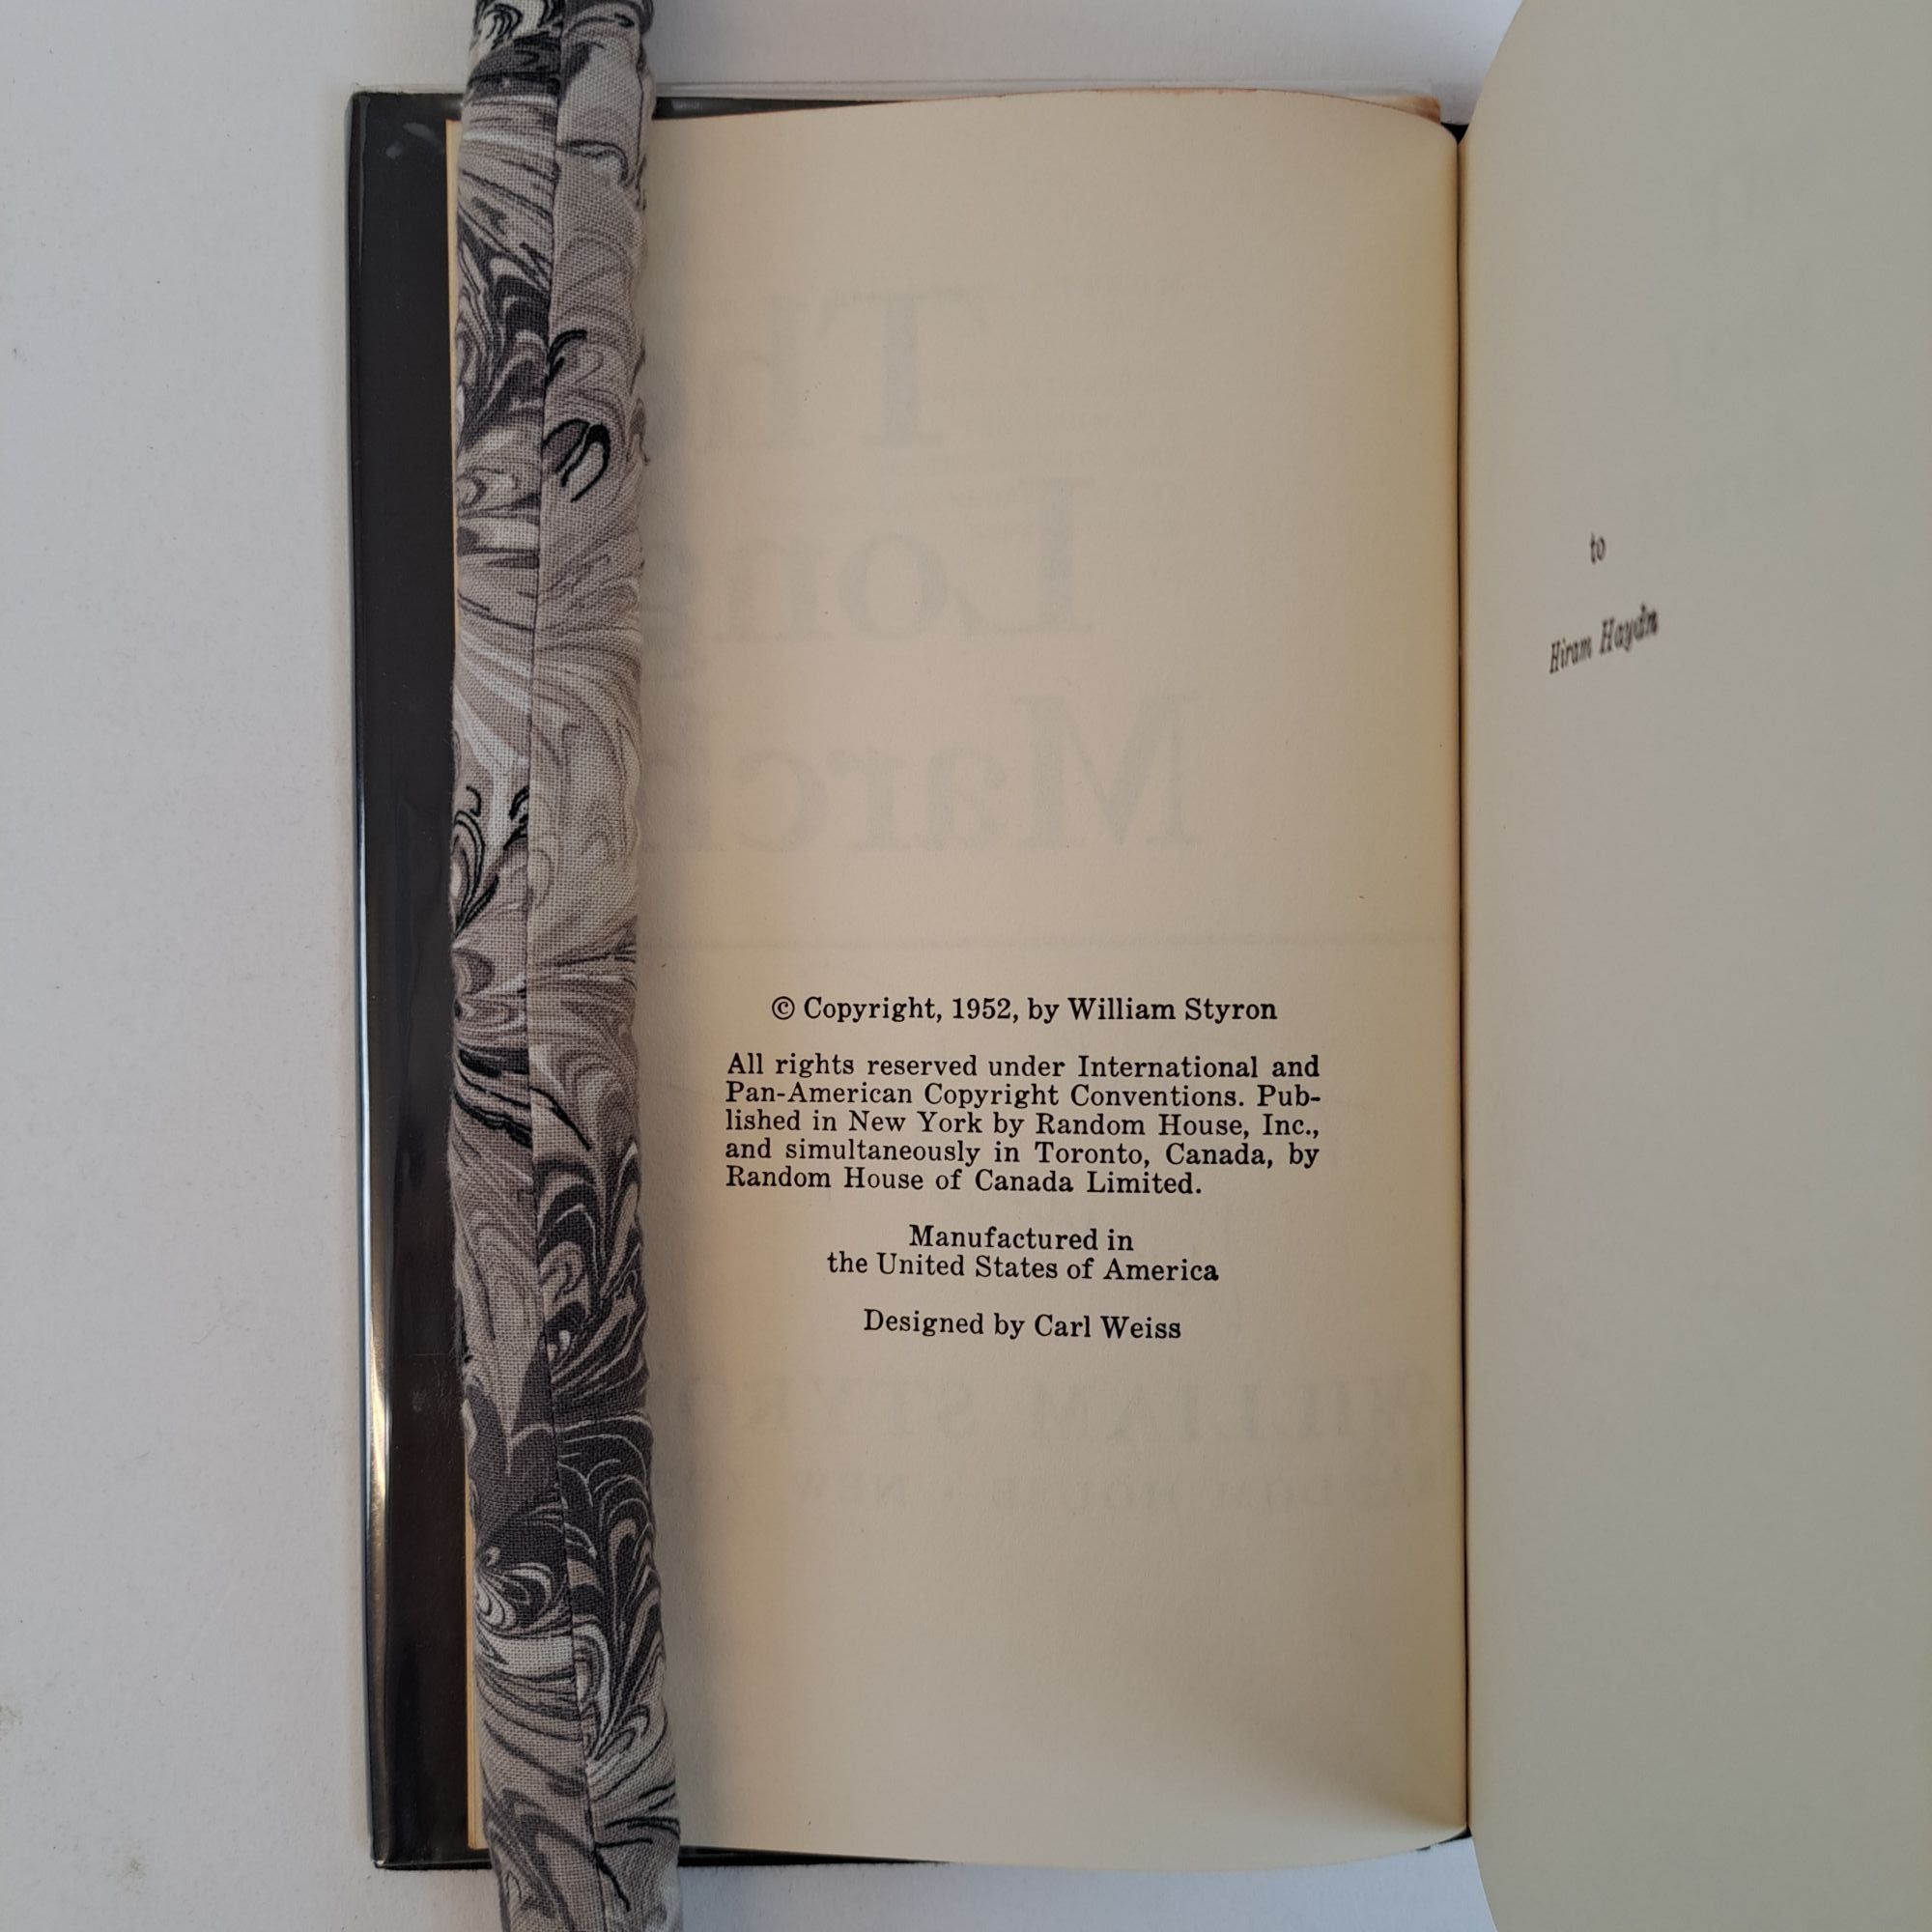 © Copyright, 1952, by William Styron
All rights reserved under International and
Pan-American Copyright Conventions. Pub-
lished in New York by Random House, Inc.,
and simultaneously in Toronto, Canada, by
Random House of Canada Limited.
Manufactured in
the United States of America
Designed by Carl Weiss
to
Hiram Haydn